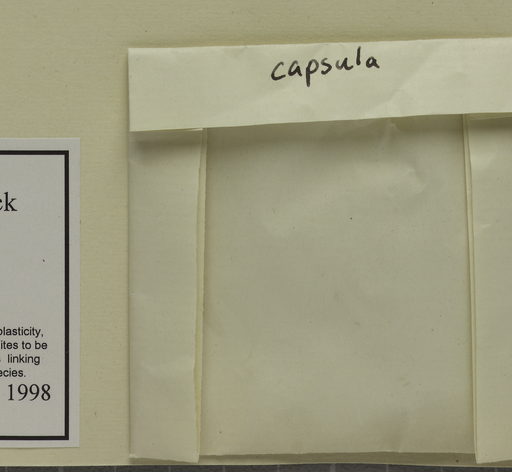 capsula
ck
plasticity,
ites to be
linking
ecies.
1998